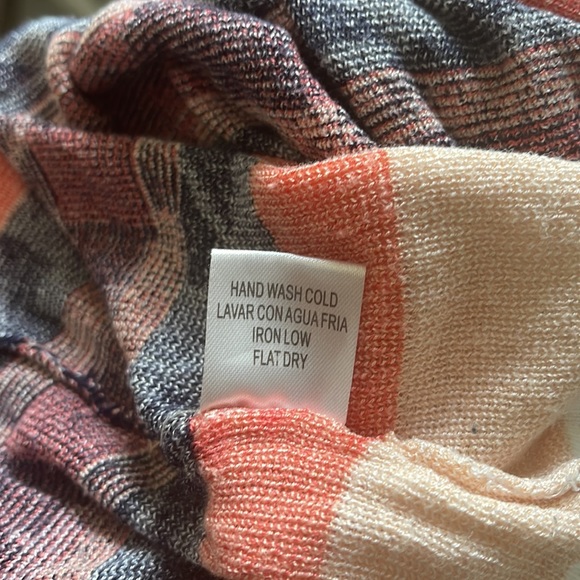 HAND WASH COLD
LAVAR CON AGUA FRIA
IRON LOW
FLAT DRY